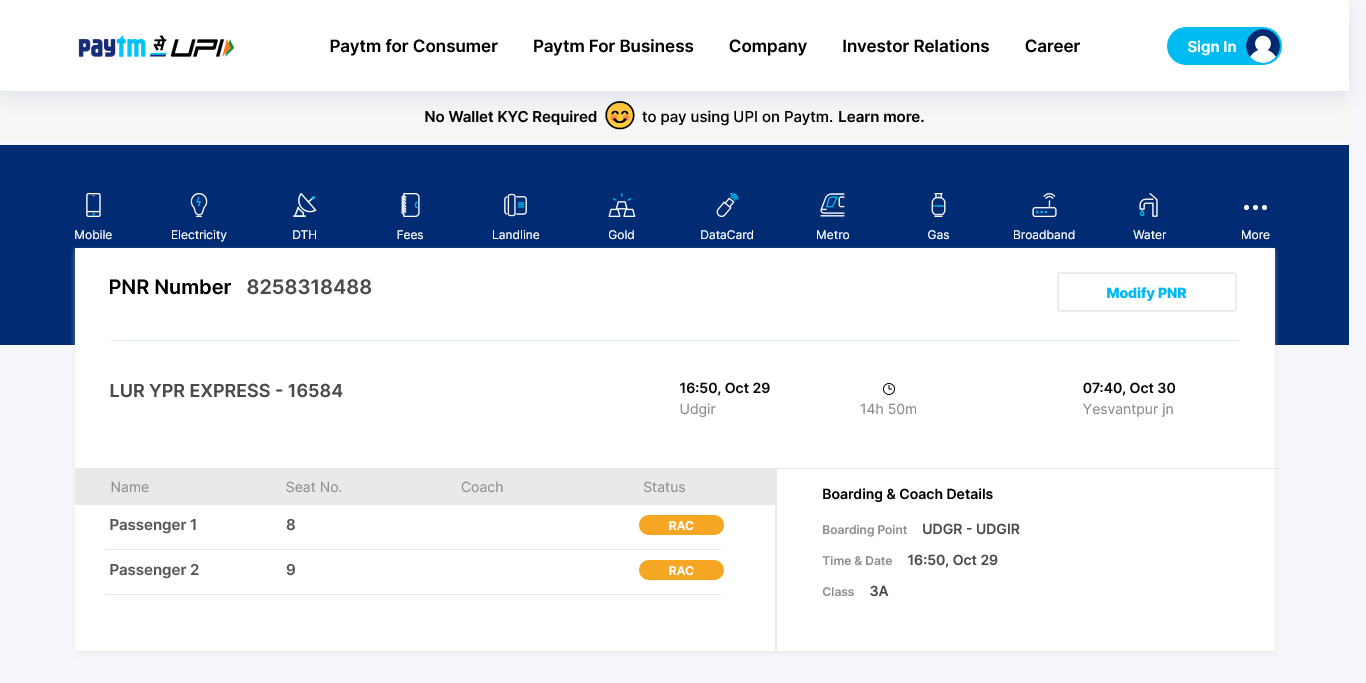 paytm से UPI
Paytm for Consumer Paytm For Business Company Investor Relations Career Sign In
No Wallet KYC Required to pay using UPI on Paytm. Learn more.
Mobile Electricity DTH Fees Landline Gold DataCard Metro Gas Broadband Water More
PNR Number 8258318488 Modify PNR
LUR YPR EXPRESS - 16584
16:50, Oct 29 07:40, Oct 30
Udgir 14h 50m Yesvantpur jn
Name Seat No. Coach Status
Passenger 1 8 RAC
Passenger 2 9 RAC
Boarding & Coach Details
Boarding Point UDGR - UDGIR
Time & Date 16:50, Oct 29
Class 3A